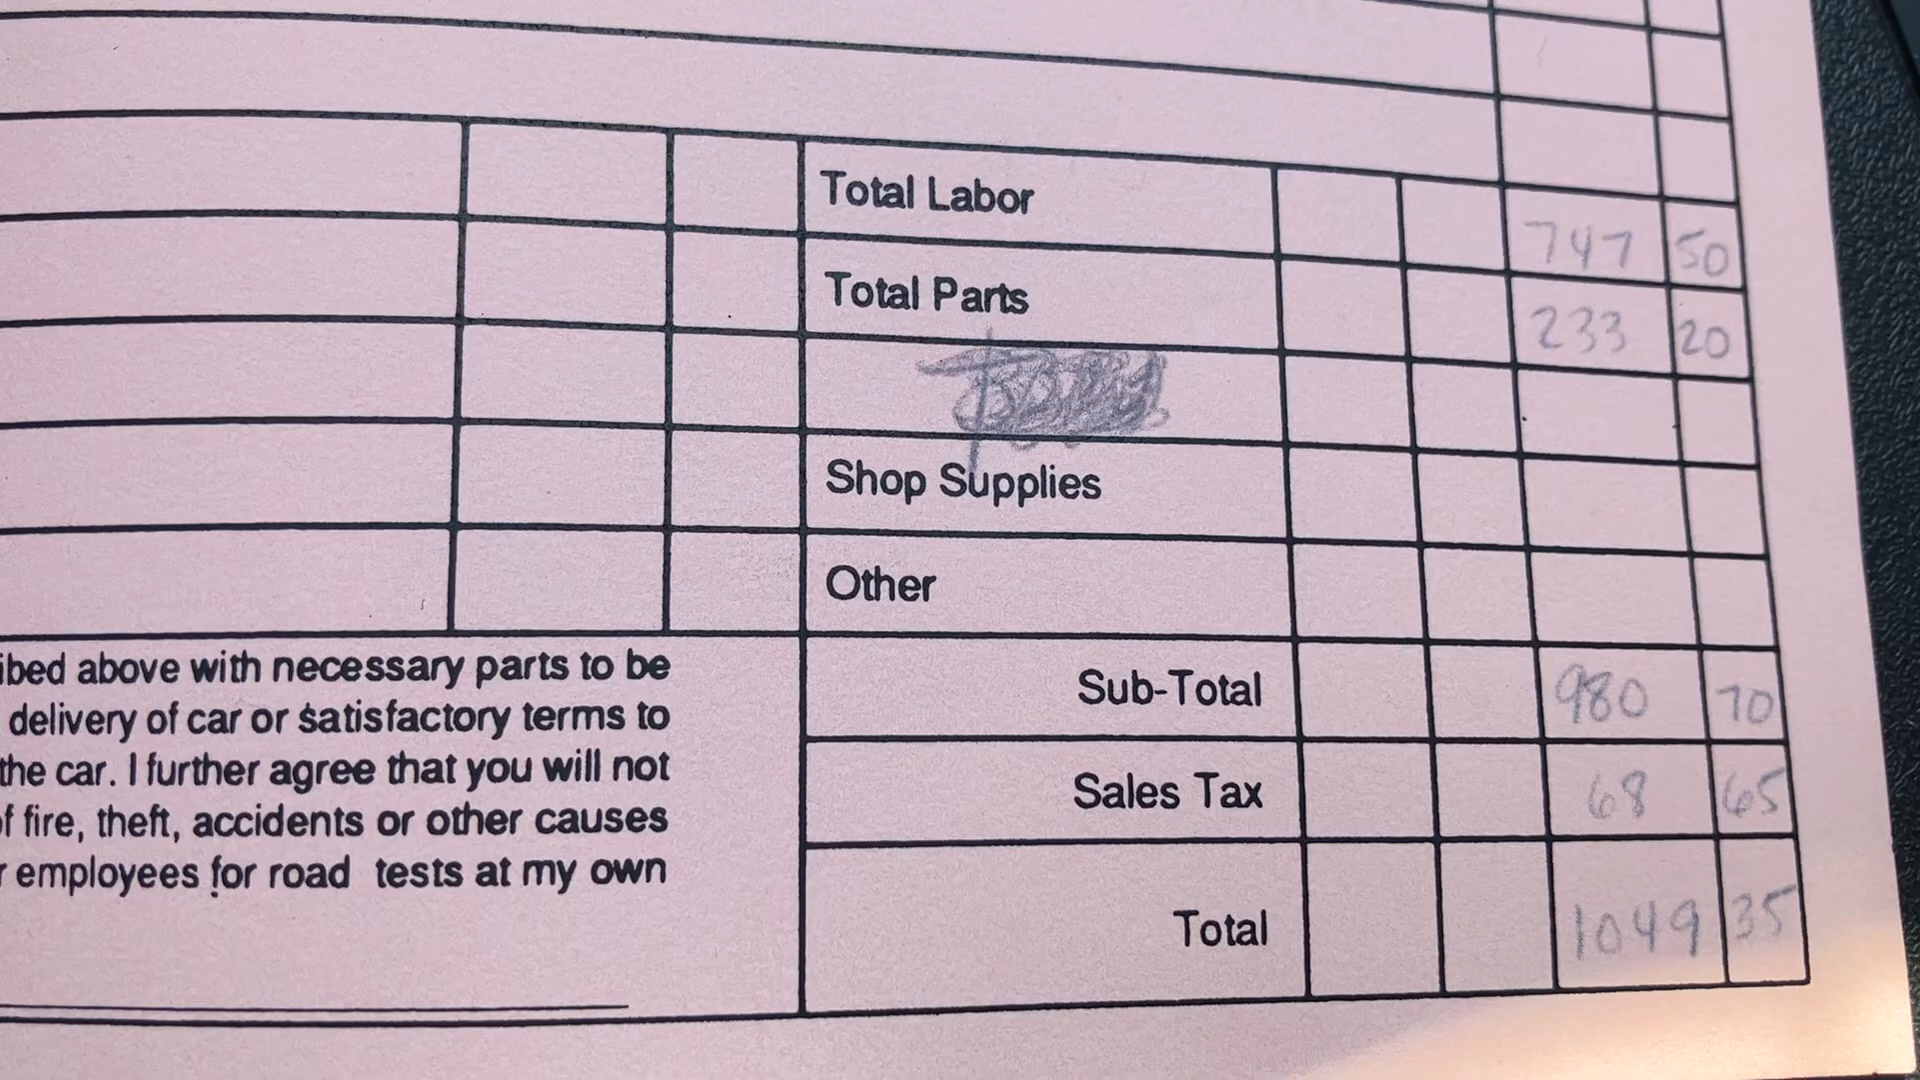 Total Labor 747 50
Total Parts 233 20
Shop Supplies
Other
ibed above with necessary parts to be
delivery of car or satisfactory terms to
the car. I further agree that you will not
of fire, theft, accidents or other causes
r employees for road tests at my own
Sub-Total 980 70
Sales Tax 68 65
Total 1049 35